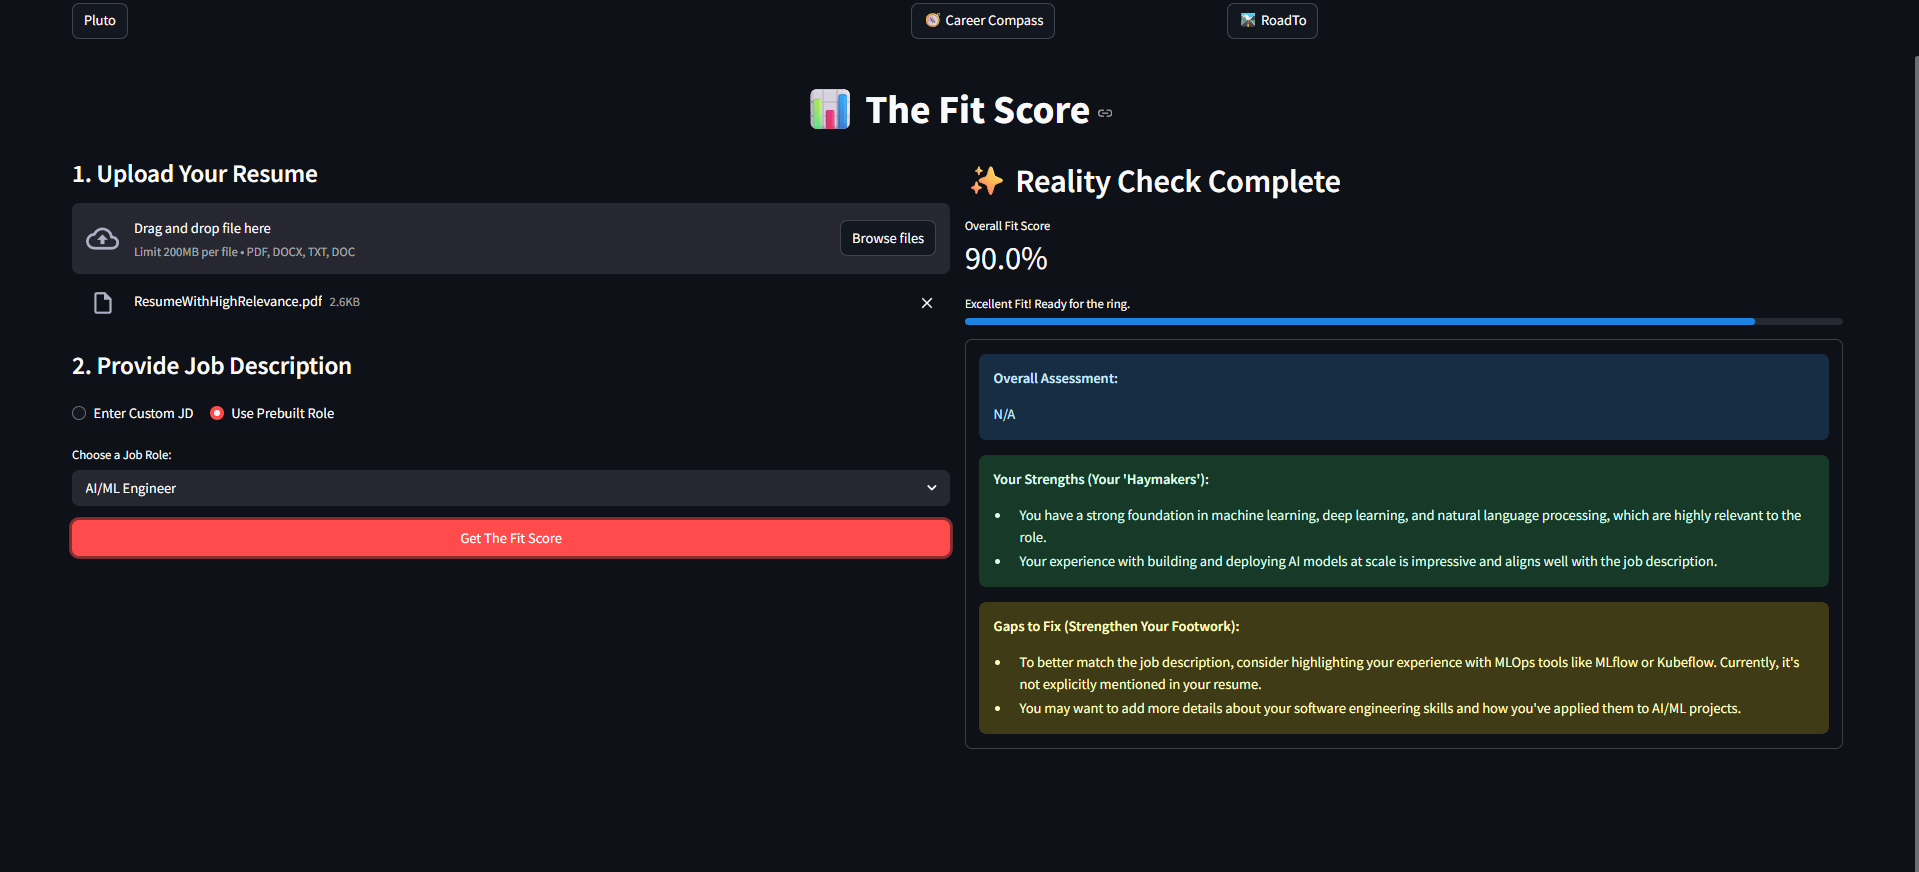 Pluto
Career Compass
RoadTo
The Fit Score
1. Upload Your Resume
Drag and drop file here
Limit 200MB per file • PDF, DOCX, TXT, DOC
Browse files
ResumeWithHighRelevance.pdf 2.6KB
2. Provide Job Description
Enter Custom JD
Use Prebuilt Role
Choose a Job Role:
AI/ML Engineer
Get The Fit Score
Reality Check Complete
Overall Fit Score
90.0%
Excellent Fit! Ready for the ring.
Overall Assessment:
N/A
Your Strengths (Your 'Haymakers'):
• You have a strong foundation in machine learning, deep learning, and natural language processing, which are highly relevant to the
role.
• Your experience with building and deploying AI models at scale is impressive and aligns well with the job description.
Gaps to Fix (Strengthen Your Footwork):
• To better match the job description, consider highlighting your experience with MLOps tools like MLflow or Kubeflow. Currently, it's
not explicitly mentioned in your resume.
• You may want to add more details about your software engineering skills and how you've applied them to AI/ML projects.